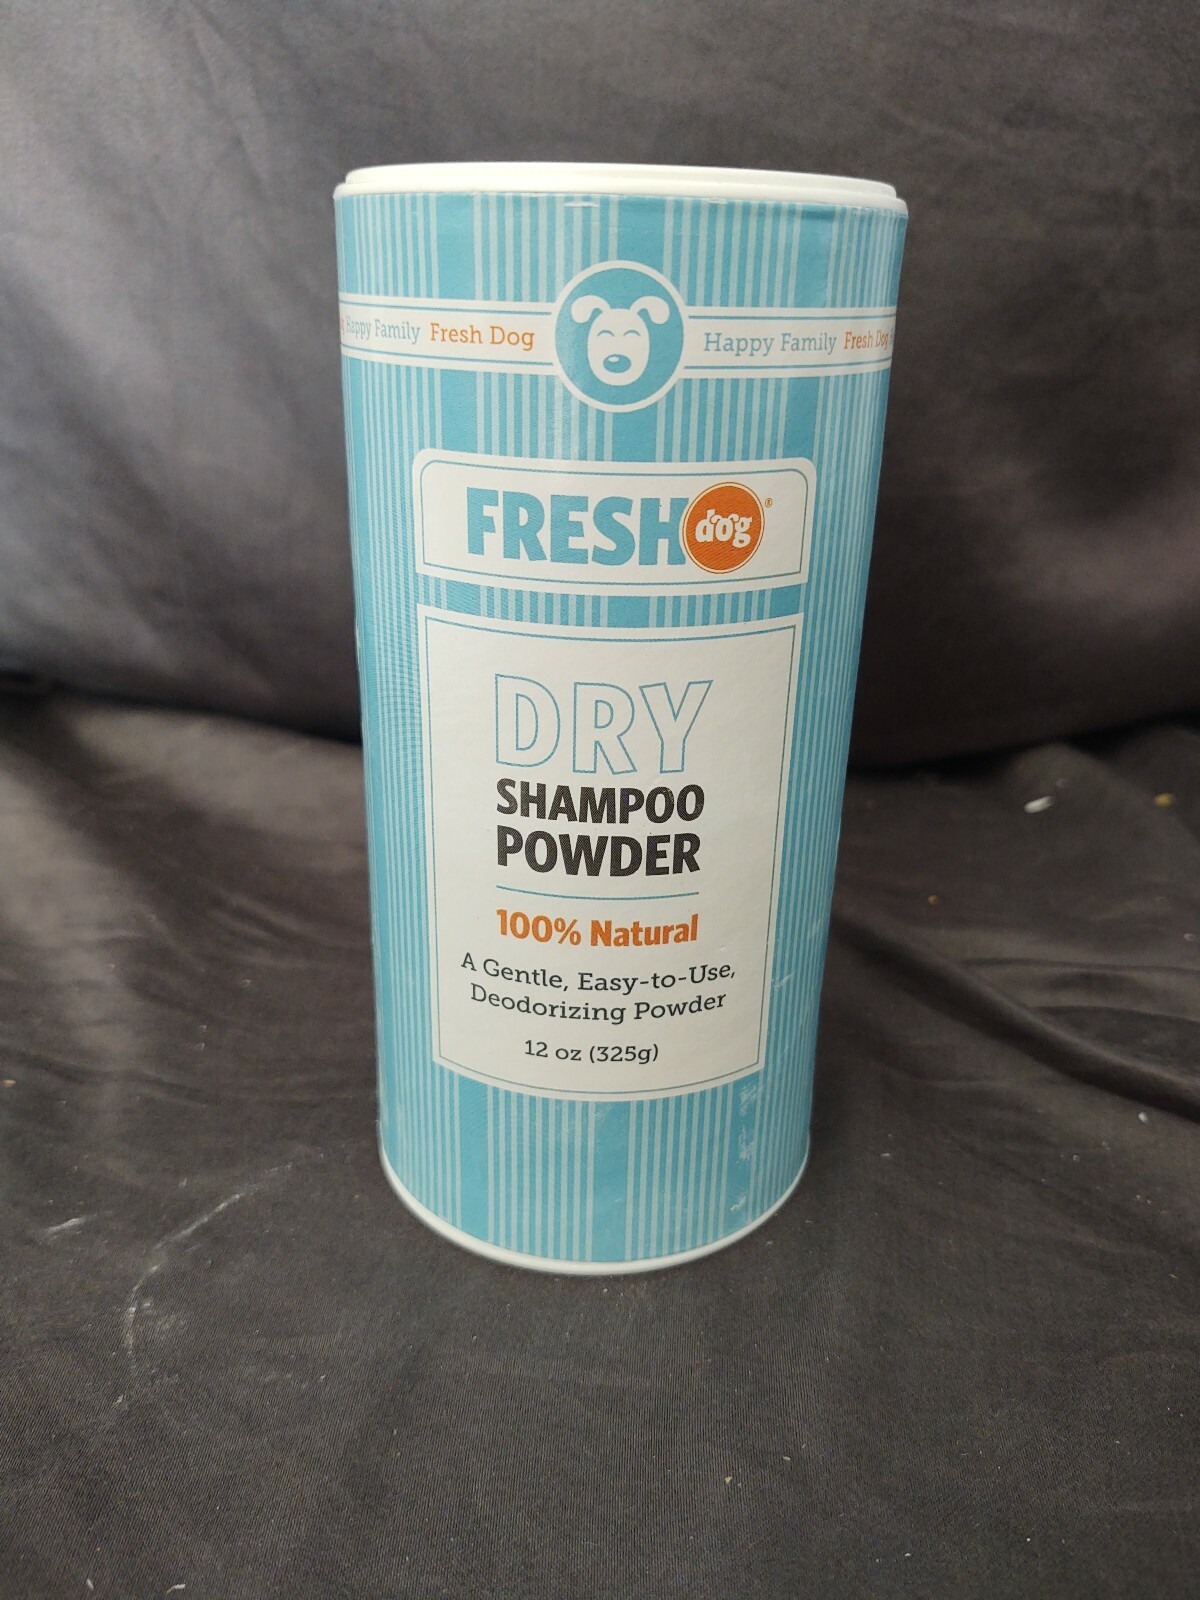 Happy Family Fresh Dog
Happy Family Fresh Dog
FRESH dog®
DRY
SHAMPOO
POWDER
100% Natural
A Gentle, Easy-to-Use,
Deodorizing Powder
12 oz (325g)